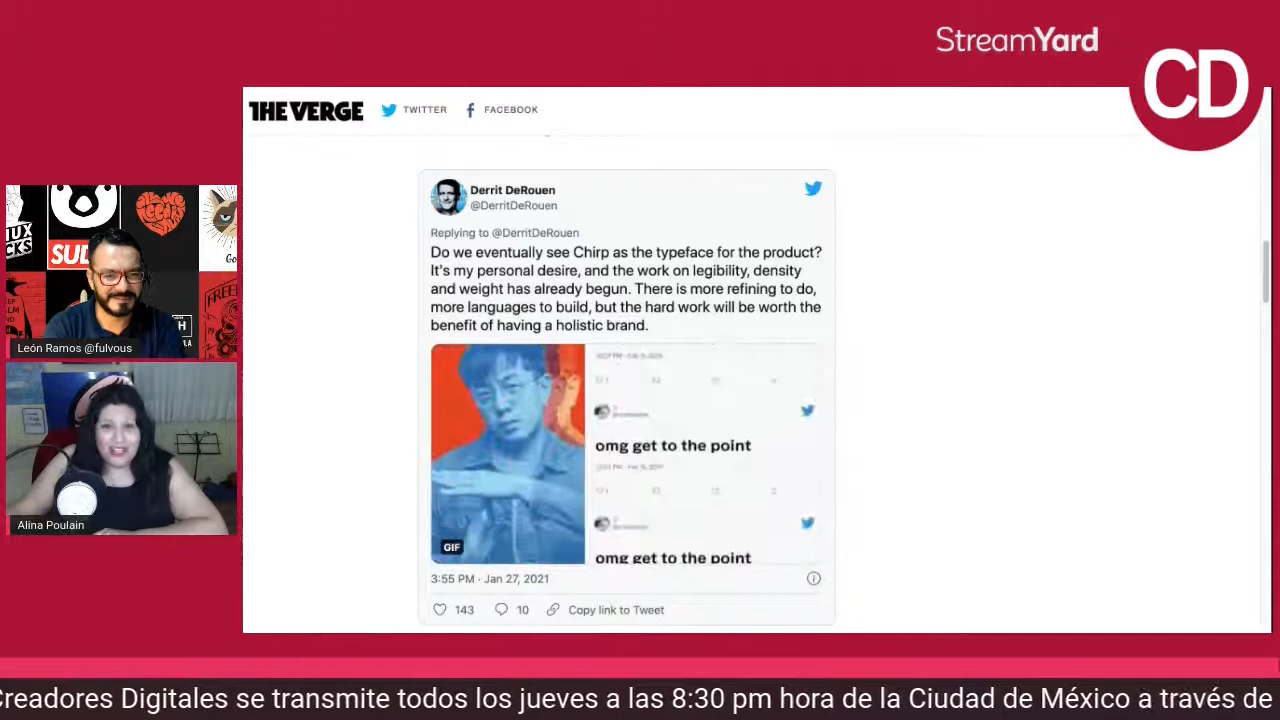 StreamYard
CD
THE VERGE TWITTER FACEBOOK
Derrit DeRouen
@DerritDeRouen
Replying to @DerritDeRouen
Do we eventually see Chirp as the typeface for the product?
It's my personal desire, and the work on legibility, density
and weight has already begun. There is more refining to do,
more languages to build, but the hard work will be worth the
benefit of having a holistic brand.
omg get to the point
omg get to the point
GIF
3:55 PM · Jan 27, 2021
143 10 Copy link to Tweet
León Ramos @fulvous
Alina Poulain
Creadores Digitales se transmite todos los jueves a las 8:30 pm hora de la Ciudad de México a través de